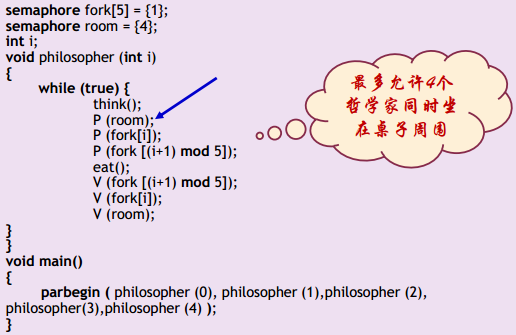 semaphore fork[5] = {1};
semaphore room = {4};
int i;
void philosopher (int i)
{
while (true) {
think();
P (room);
P (fork[i]);
P (fork [(i+1) mod 5]);
eat();
V (fork [(i+1) mod 5]);
V (fork[i]);
V (room);
}
}
void main()
{
parbegin ( philosopher (0), philosopher (1),philosopher (2),
philosopher(3),philosopher (4) );
}
最多允许4个
哲学家同时坐
在桌子周围